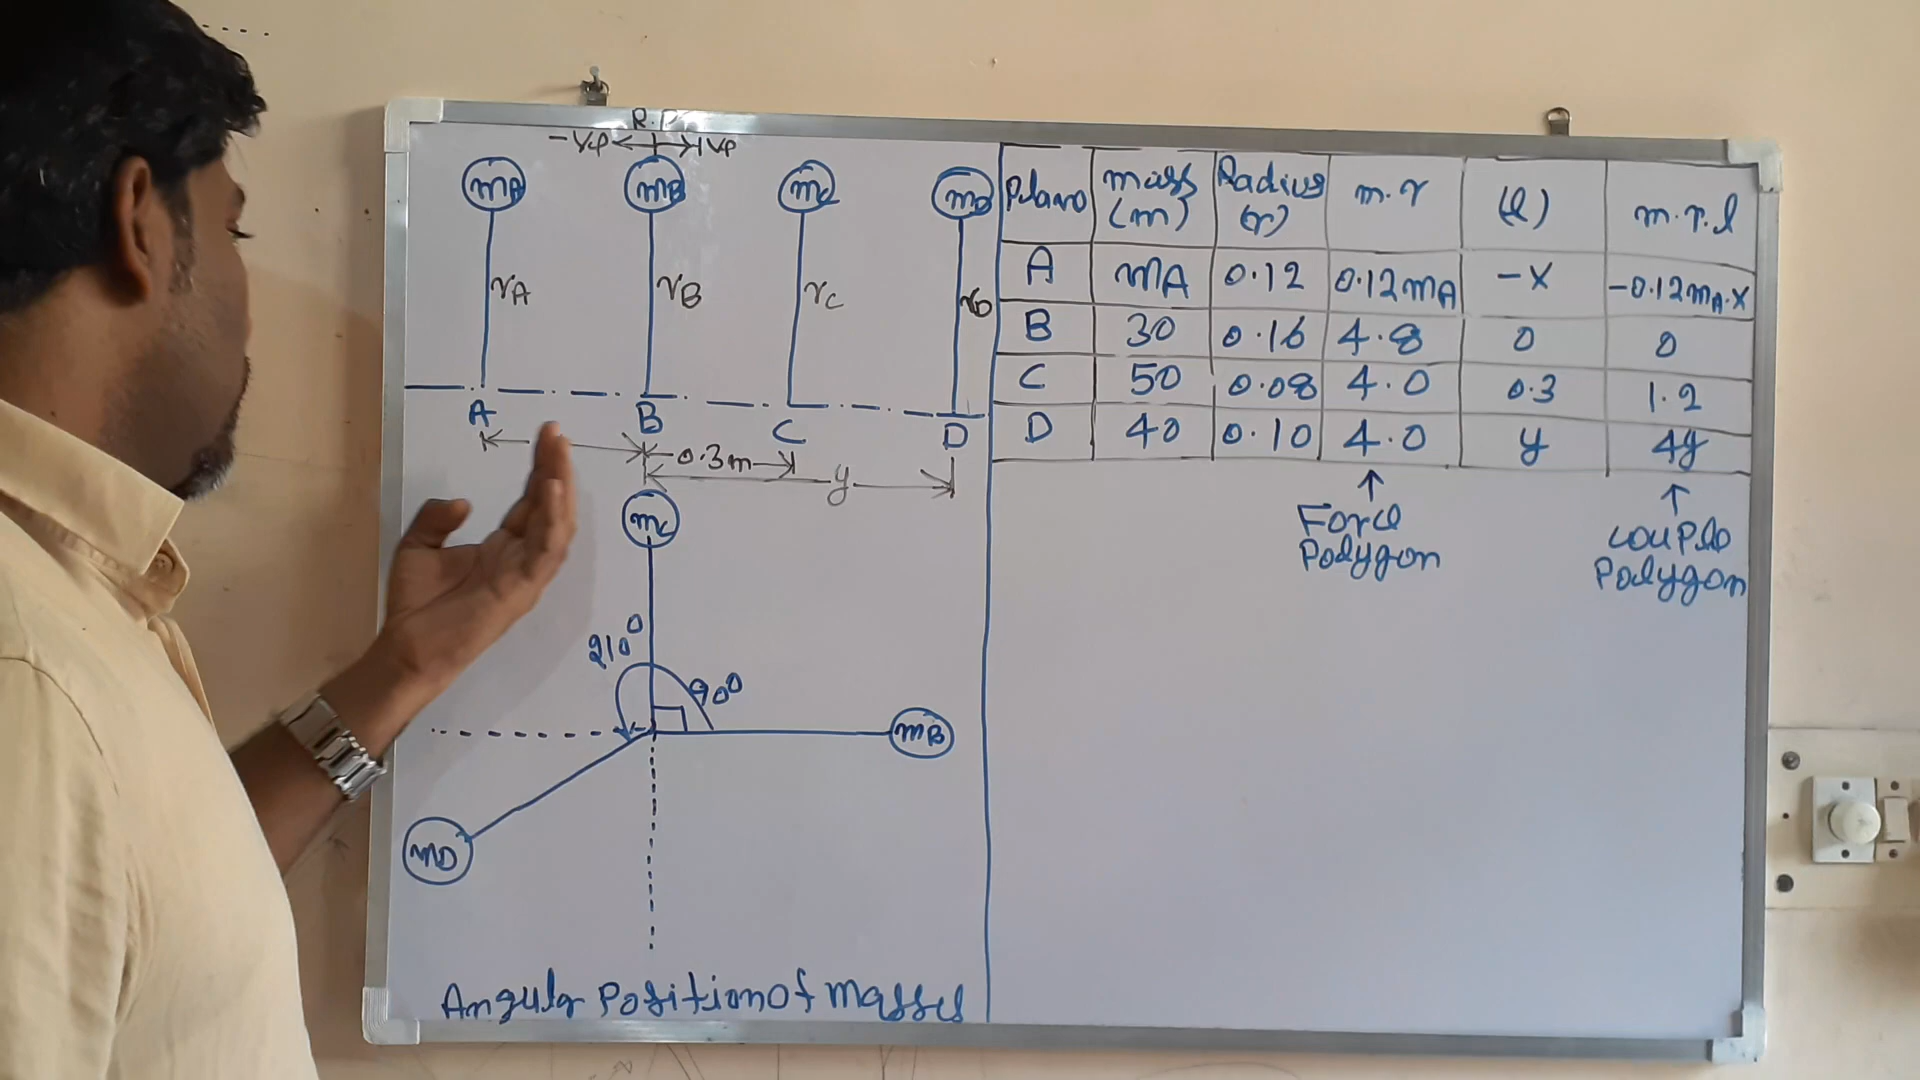 R.P
-ve +ve
mA mB mC mD
rA rB rC rD
A B C D
0.3m
y
mC
210°
90°
mB
mD
Angular Position of Masses
Plane mass (m) Radius (r) m.r (l) m.r.l
A mA 0.12 0.12mA -x -0.12mA.x
B 30 0.16 4.8 0 0
C 50 0.08 4.0 0.3 1.2
D 40 0.10 4.0 y 4y
↑ ↑
Force
Polygon
Couple
Polygon